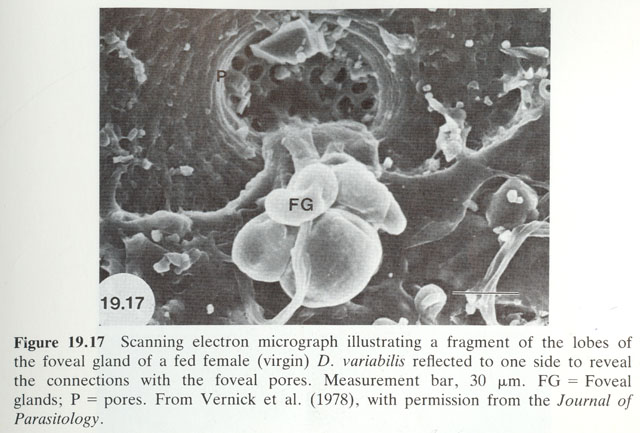 P
FG
19.17
Figure 19.17 Scanning electron micrograph illustrating a fragment of the lobes of
the foveal gland of a fed female (virgin) D. variabilis reflected to one side to reveal
the connections with the foveal pores. Measurement bar, 30 μm. FG = Foveal
glands; P = pores. From Vernick et al. (1978), with permission from the Journal of
Parasitology.